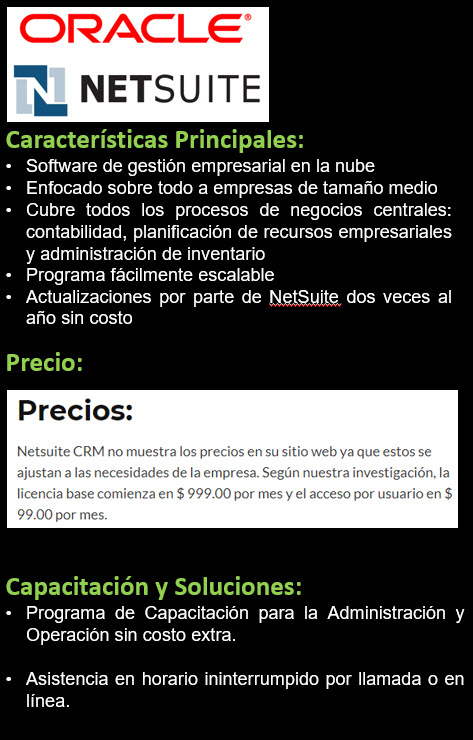 ORACLE®
NETSUITE
Características Principales:
• Software de gestión empresarial en la nube
• Enfocado sobre todo a empresas de tamaño medio
• Cubre todos los procesos de negocios centrales:
contabilidad, planificación de recursos empresariales
y administración de inventario
• Programa fácilmente escalable
• Actualizaciones por parte de NetSuite dos veces al
año sin costo
Precio:
Precios:
Netsuite CRM no muestra los precios en su sitio web ya que estos se
ajustan a las necesidades de la empresa. Según nuestra investigación, la
licencia base comienza en $ 999.00 por mes y el acceso por usuario en $
99.00 por mes.
Capacitación y Soluciones:
• Programa de Capacitación para la Administración y
Operación sin costo extra.
• Asistencia en horario ininterrumpido por llamada o en
línea.